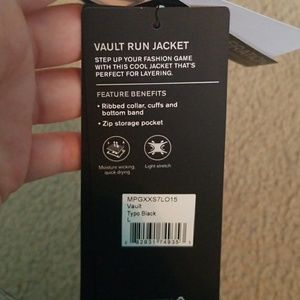 VAULT RUN JACKET
STEP UP YOUR FASHION GAME
WITH THIS COOL JACKET THAT'S
PERFECT FOR LAYERING.
FEATURE BENEFITS
• Ribbed collar, cuffs and
bottom band
• Zip storage pocket
Moisture wicking,
quick drying
Light stretch
MPGXXS7LO15
Vault
Typo Black
L